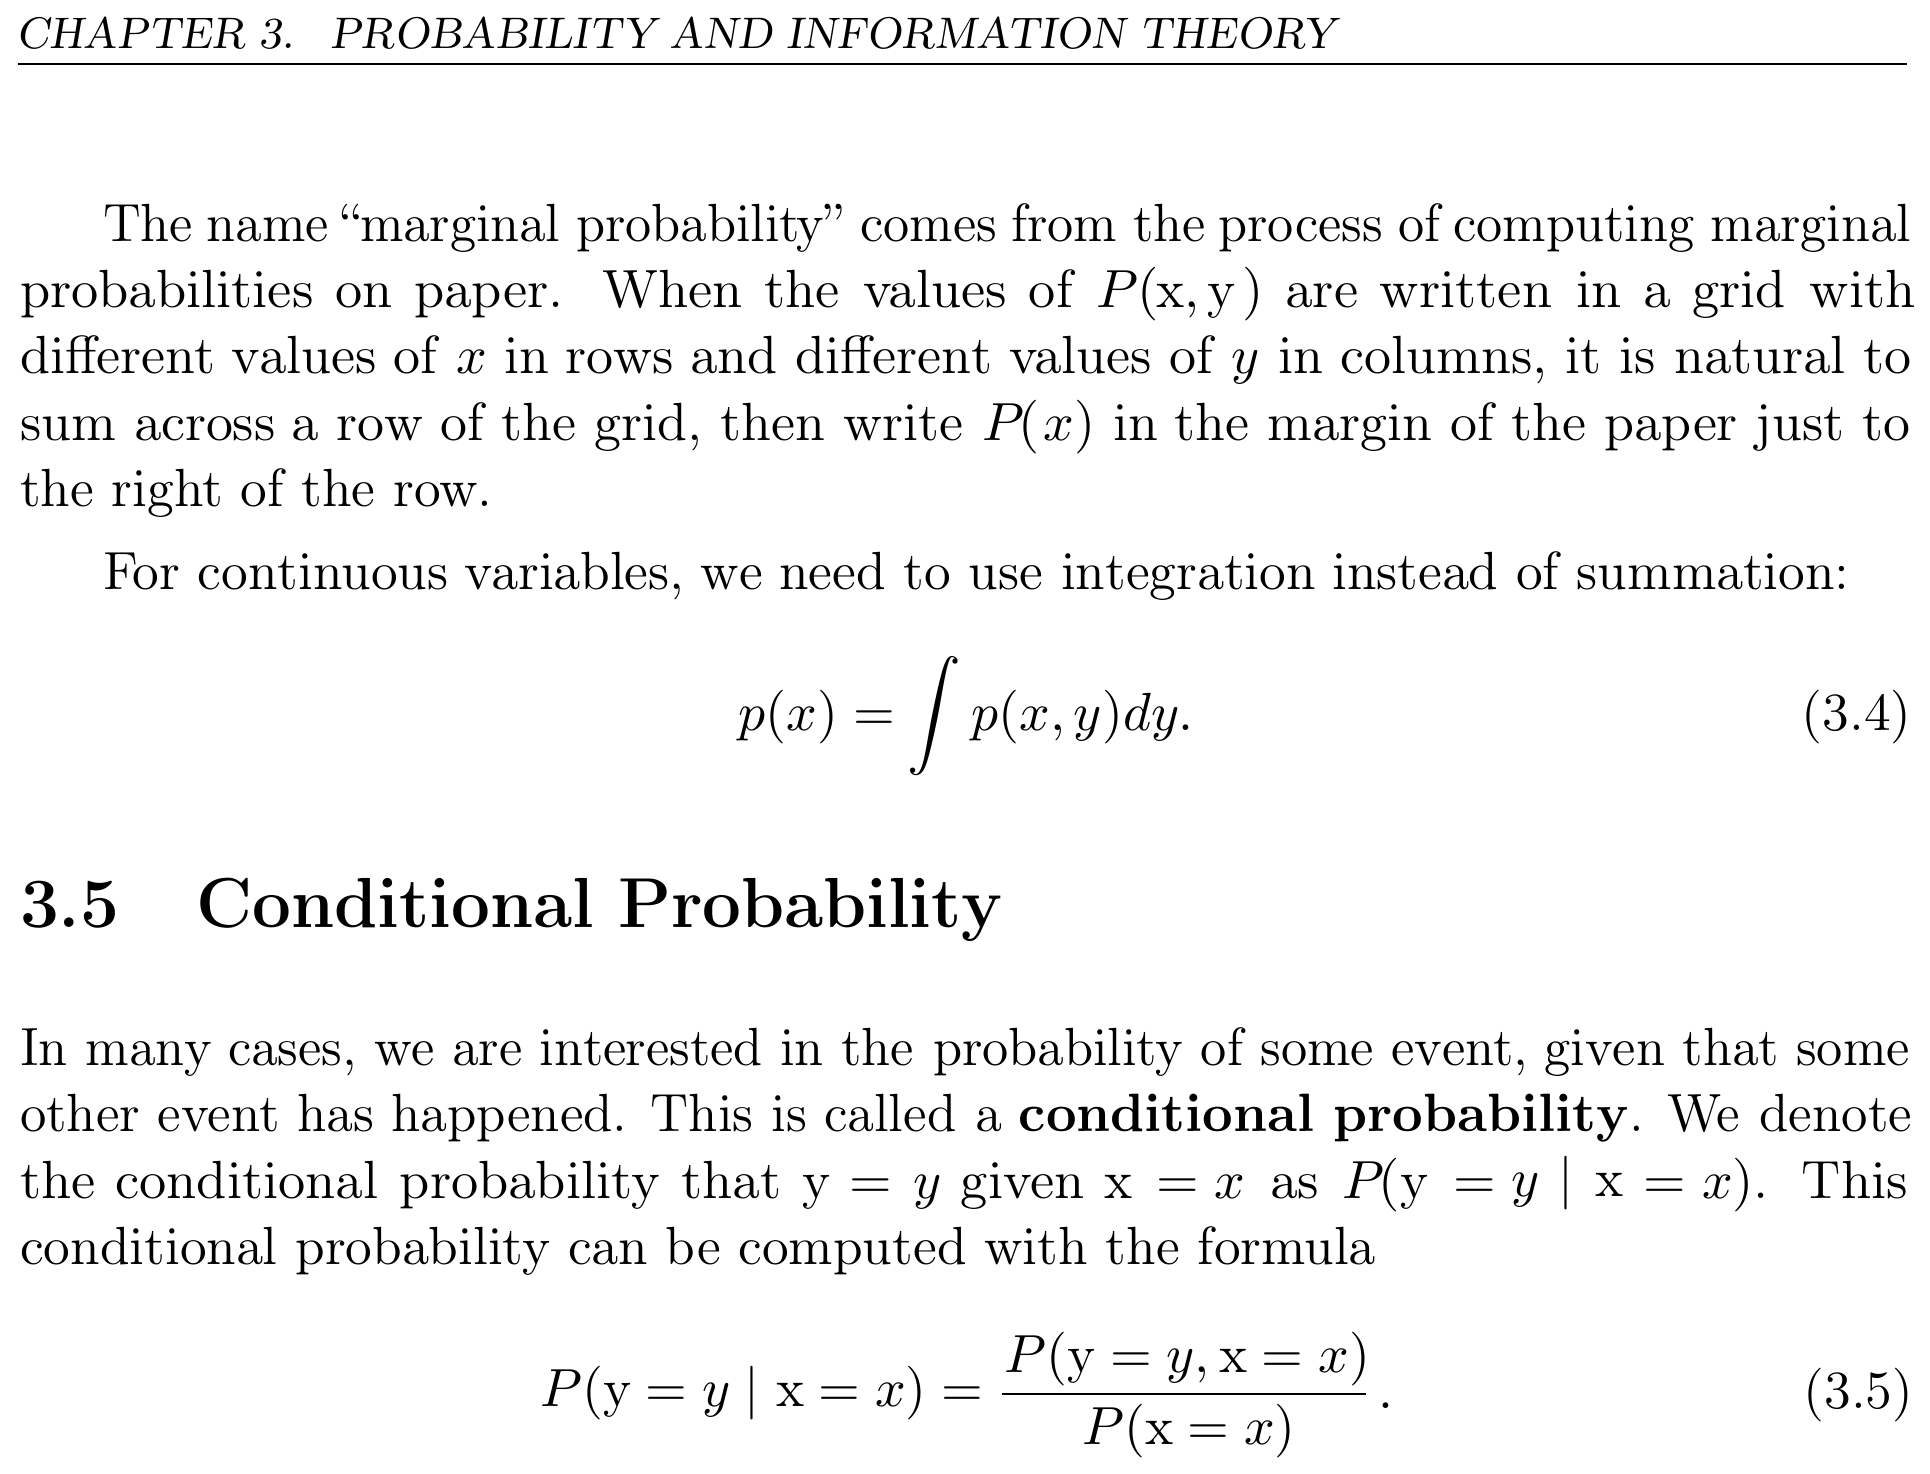 CHAPTER 3. PROBABILITY AND INFORMATION THEORY
The name “marginal probability” comes from the process of computing marginal
probabilities on paper. When the values of P(x, y) are written in a grid with
different values of x in rows and different values of y in columns, it is natural to
sum across a row of the grid, then write P(x) in the margin of the paper just to
the right of the row.
For continuous variables, we need to use integration instead of summation:
p(x) = ∫ p(x, y)dy. (3.4)
3.5 Conditional Probability
In many cases, we are interested in the probability of some event, given that some
other event has happened. This is called a conditional probability. We denote
the conditional probability that y = y given x = x as P(y = y | x = x). This
conditional probability can be computed with the formula
P(y = y | x = x) = P(y = y, x = x) / P(x = x). (3.5)